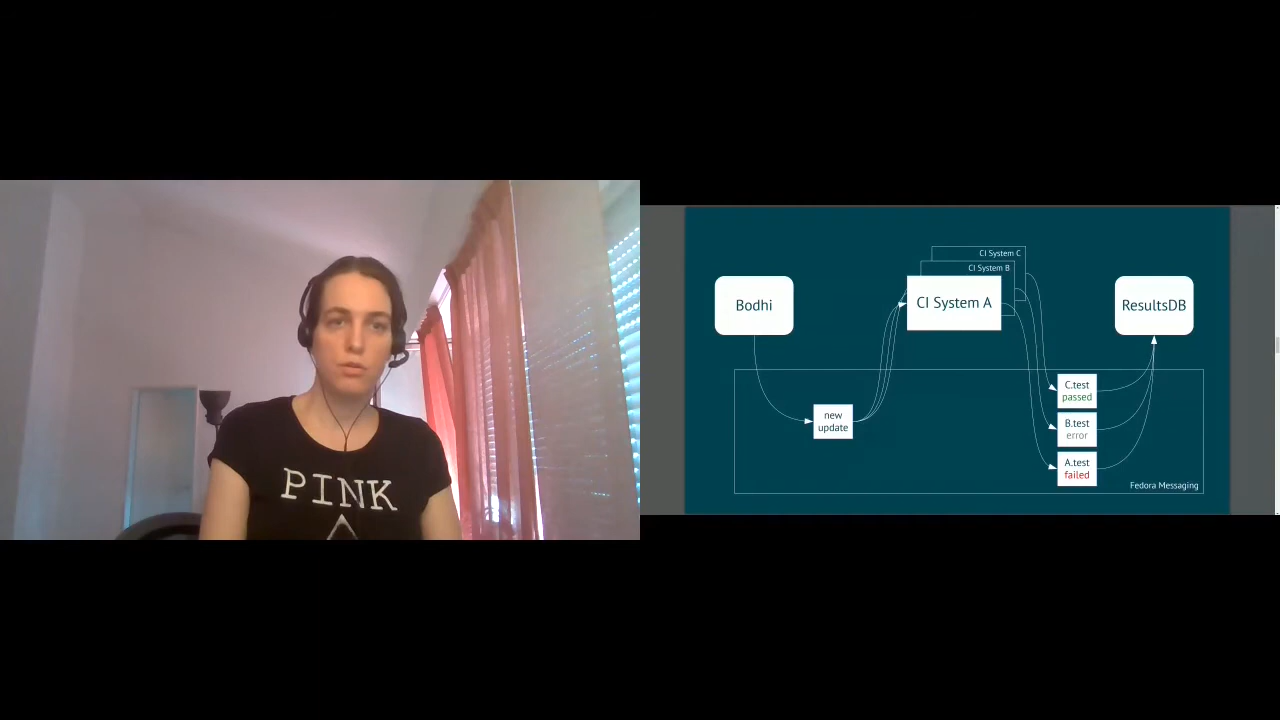 PINK
CI System C
CI System B
CI System A
Bodhi
ResultsDB
new
update
C.test
passed
B.test
error
A.test
failed
Fedora Messaging